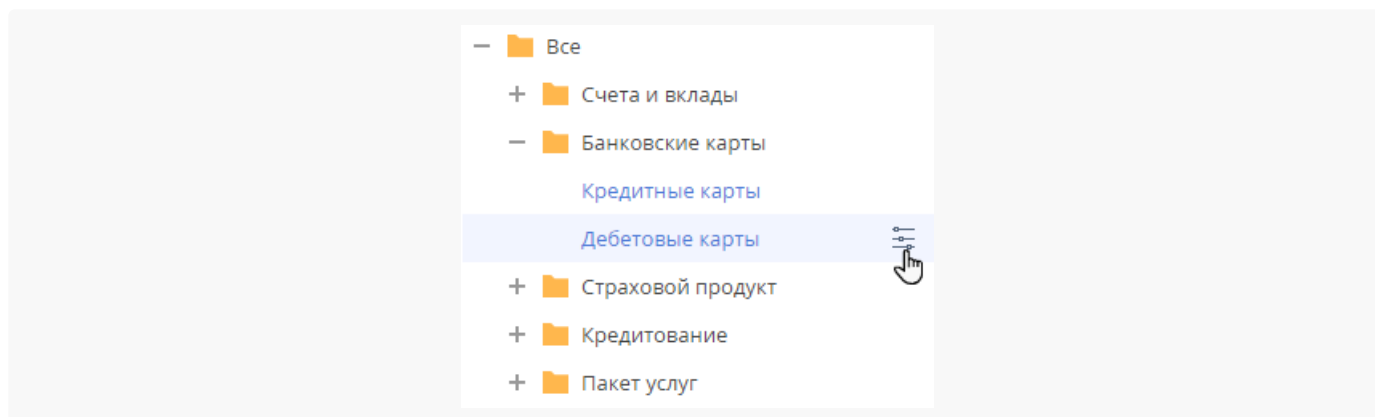 Все
Счета и вклады
Банковские карты
Кредитные карты
Дебетовые карты
Страховой продукт
Кредитование
Пакет услуг